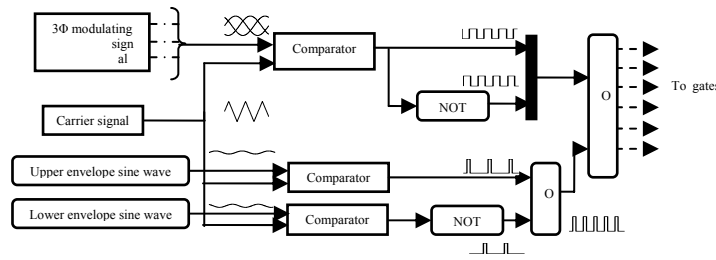 3Φ modulating
sign
al
Comparator
NOT
O
To gates
Carrier signal
Upper envelope sine wave
Comparator
O
Lower envelope sine wave
Comparator
NOT